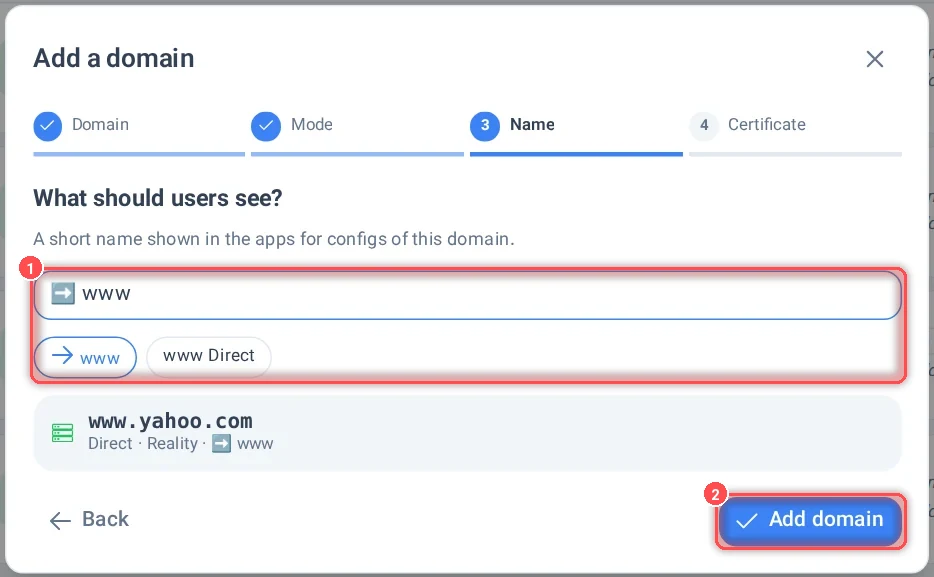 Add a domain
Domain
Mode
3 Name
4 Certificate
What should users see?
A short name shown in the apps for configs of this domain.
1
➡️ www
→ www
www Direct
www.yahoo.com
Direct · Reality · ➡️ www
2
← Back
✓ Add domain